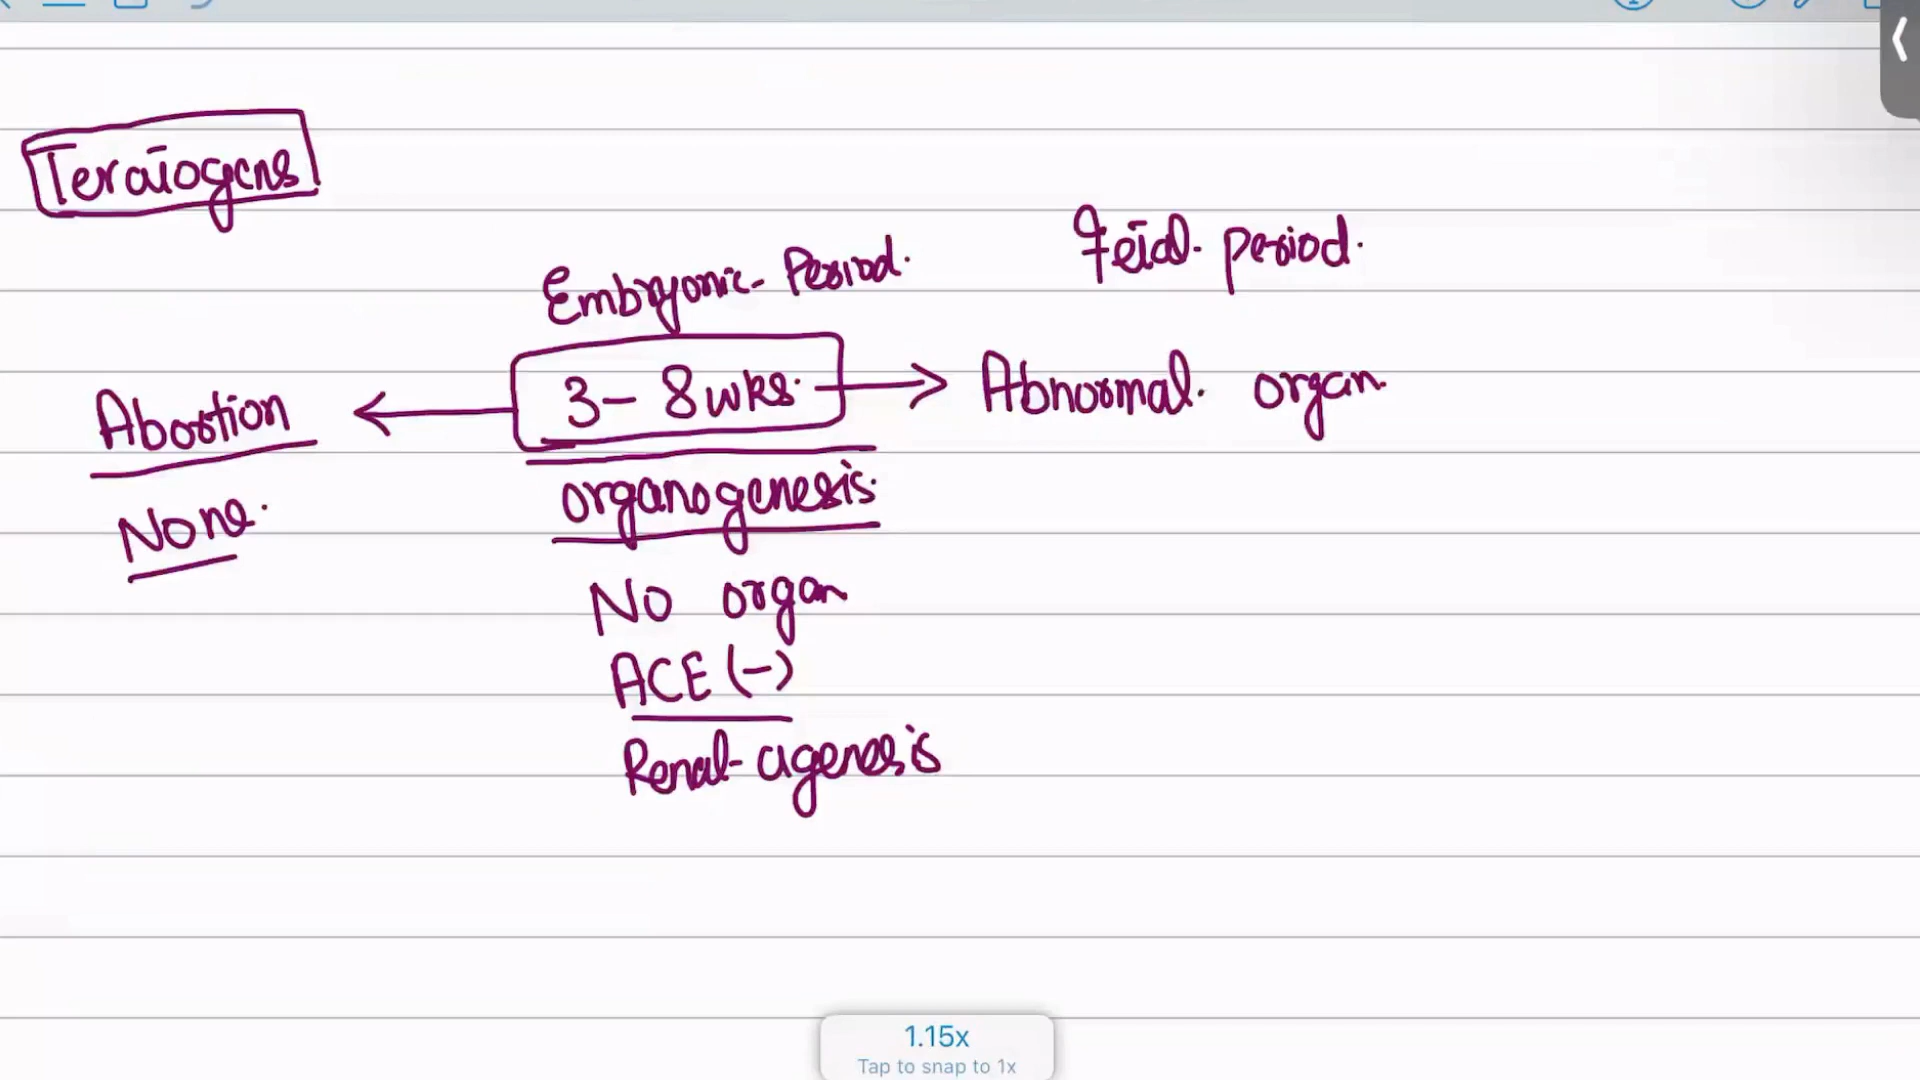 Teratogens
Embryonic Period.
Fetal period.
Abortion
3 - 8 wks.
Abnormal organ.
None.
organogenesis.
No organ
ACE (-)
Renal agenesis
1.15x
Tap to snap to 1x